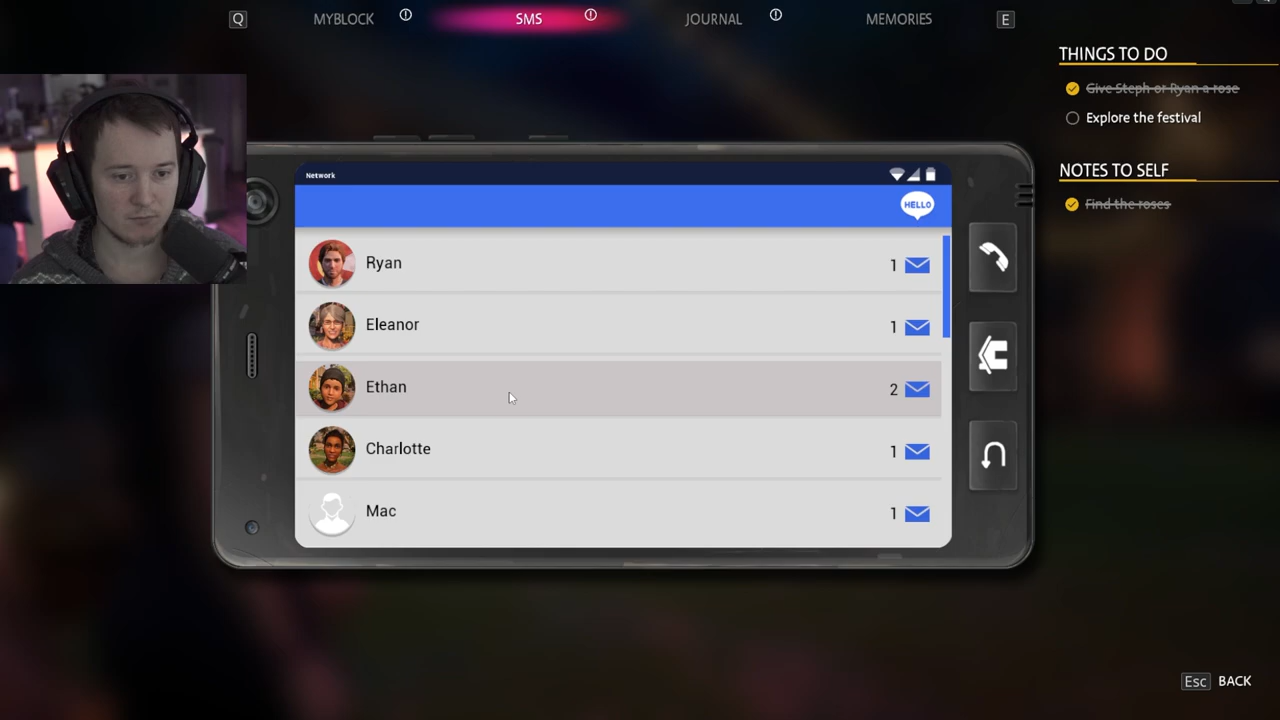 Q MYBLOCK SMS JOURNAL MEMORIES E
THINGS TO DO
Give Steph or Ryan a rose
Explore the festival
NOTES TO SELF
Find the roses
Network
HELLO
Ryan 1
Eleanor 1
Ethan 2
Charlotte 1
Mac 1
Esc BACK